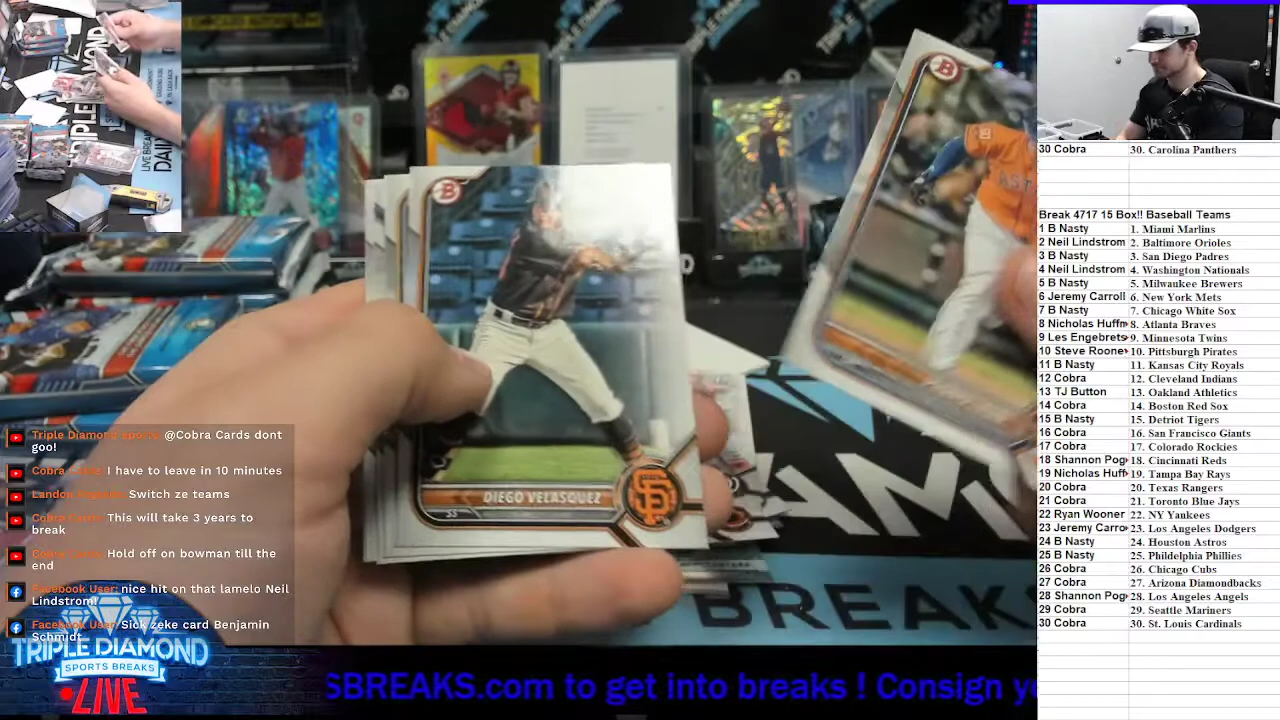 TRIPLE DIAMOND
DIEGO VELASQUEZ
SS
B
B
SF
BREAKS
@Cobra Cards dont
goo!
I have to leave in 10 minutes
Switch ze teams
This will take 3 years to
break
Hold off on bowman till the
end
Facebook User: nice hit on that lamelo Neil
Lindstrom!
Facebook User: Sick zeke card Benjamin
Schmidt
TRIPLE DIAMOND
SPORTS BREAKS
LIVE
SBREAKS.com to get into breaks ! Consign
30 Cobra 30. Carolina Panthers
Break 4717 15 Box!! Baseball Teams
1 B Nasty 1. Miami Marlins
2 Neil Lindstrom 2. Baltimore Orioles
3 B Nasty 3. San Diego Padres
4 Neil Lindstrom 4. Washington Nationals
5 B Nasty 5. Milwaukee Brewers
6 Jeremy Carroll 6. New York Mets
7 B Nasty 7. Chicago White Sox
8 Nicholas Huffm 8. Atlanta Braves
9 Les Engebrets 9. Minnesota Twins
10 Steve Roone 10. Pittsburgh Pirates
11 B Nasty 11. Kansas City Royals
12 Cobra 12. Cleveland Indians
13 TJ Button 13. Oakland Athletics
14 Cobra 14. Boston Red Sox
15 B Nasty 15. Detriot Tigers
16 Cobra 16. San Francisco Giants
17 Cobra 17. Colorado Rockies
18 Shannon Pog 18. Cincinnati Reds
19 Nicholas Huff 19. Tampa Bay Rays
20 Cobra 20. Texas Rangers
21 Cobra 21. Toronto Blue Jays
22 Ryan Wooner 22. NY Yankees
23 Jeremy Carro 23. Los Angeles Dodgers
24 B Nasty 24. Houston Astros
25 B Nasty 25. Phildelphia Phillies
26 Cobra 26. Chicago Cubs
27 Cobra 27. Arizona Diamondbacks
28 Shannon Pog 28. Los Angeles Angels
29 Cobra 29. Seattle Mariners
30 Cobra 30. St. Louis Cardinals